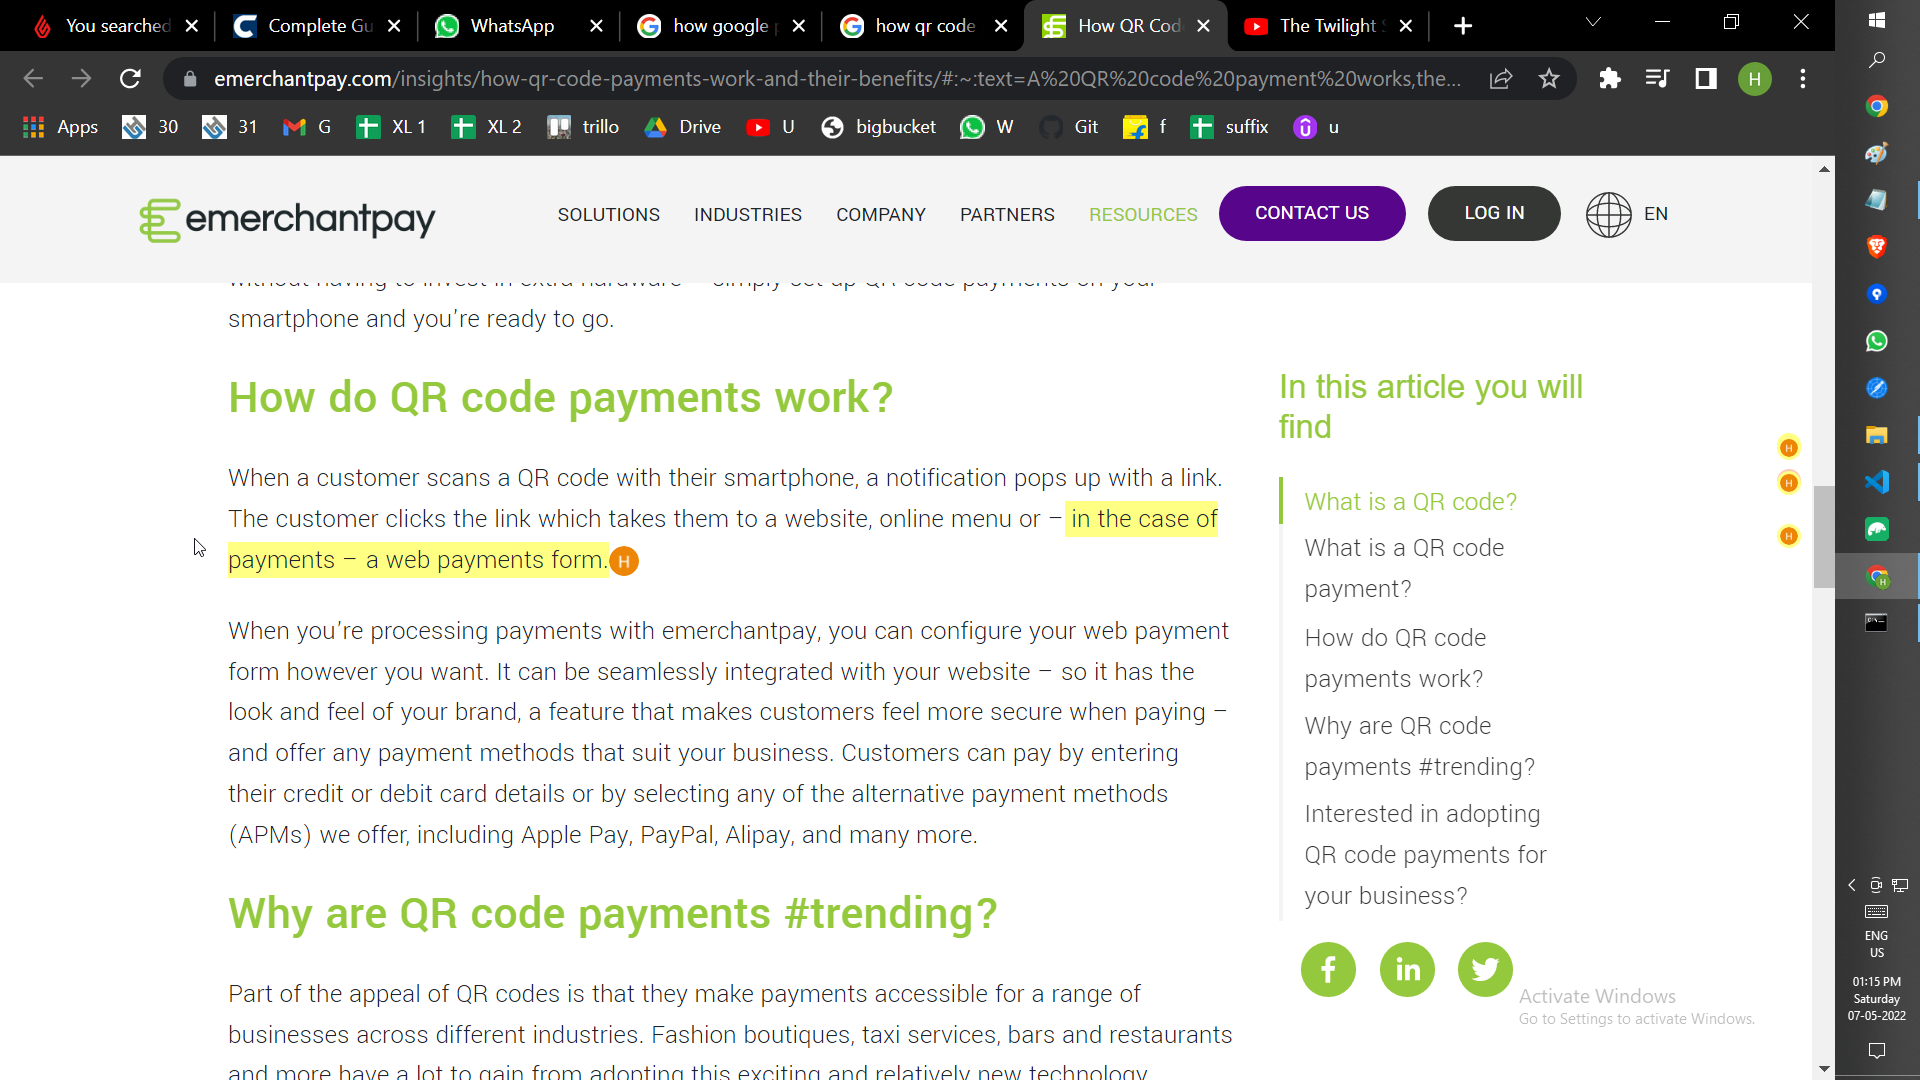 You searched
Complete Gu
WhatsApp
how google p
how qr code
How QR Cod
The Twilight S
emerchantpay.com/insights/how-qr-code-payments-work-and-their-benefits/#:~:text=A%20QR%20code%20payment%20works,the...
H
Apps
30
31
G
XL 1
XL 2
trillo
Drive
U
bigbucket
W
Git
f
suffix
u
emerchantpay
SOLUTIONS
INDUSTRIES
COMPANY
PARTNERS
RESOURCES
CONTACT US
LOG IN
EN
without having to invest in extra hardware – simply set up QR code payments on your
smartphone and you're ready to go.
How do QR code payments work?
When a customer scans a QR code with their smartphone, a notification pops up with a link.
The customer clicks the link which takes them to a website, online menu or – in the case of
payments – a web payments form.
H
When you're processing payments with emerchantpay, you can configure your web payment
form however you want. It can be seamlessly integrated with your website – so it has the
look and feel of your brand, a feature that makes customers feel more secure when paying –
and offer any payment methods that suit your business. Customers can pay by entering
their credit or debit card details or by selecting any of the alternative payment methods
(APMs) we offer, including Apple Pay, PayPal, Alipay, and many more.
Why are QR code payments #trending?
Part of the appeal of QR codes is that they make payments accessible for a range of
businesses across different industries. Fashion boutiques, taxi services, bars and restaurants
and more have a lot to gain from adopting this exciting and relatively new technology.
In this article you will
find
What is a QR code?
What is a QR code
payment?
How do QR code
payments work?
Why are QR code
payments #trending?
Interested in adopting
QR code payments for
your business?
H
H
H
Activate Windows
Go to Settings to activate Windows.
ENG
US
01:15 PM
Saturday
07-05-2022